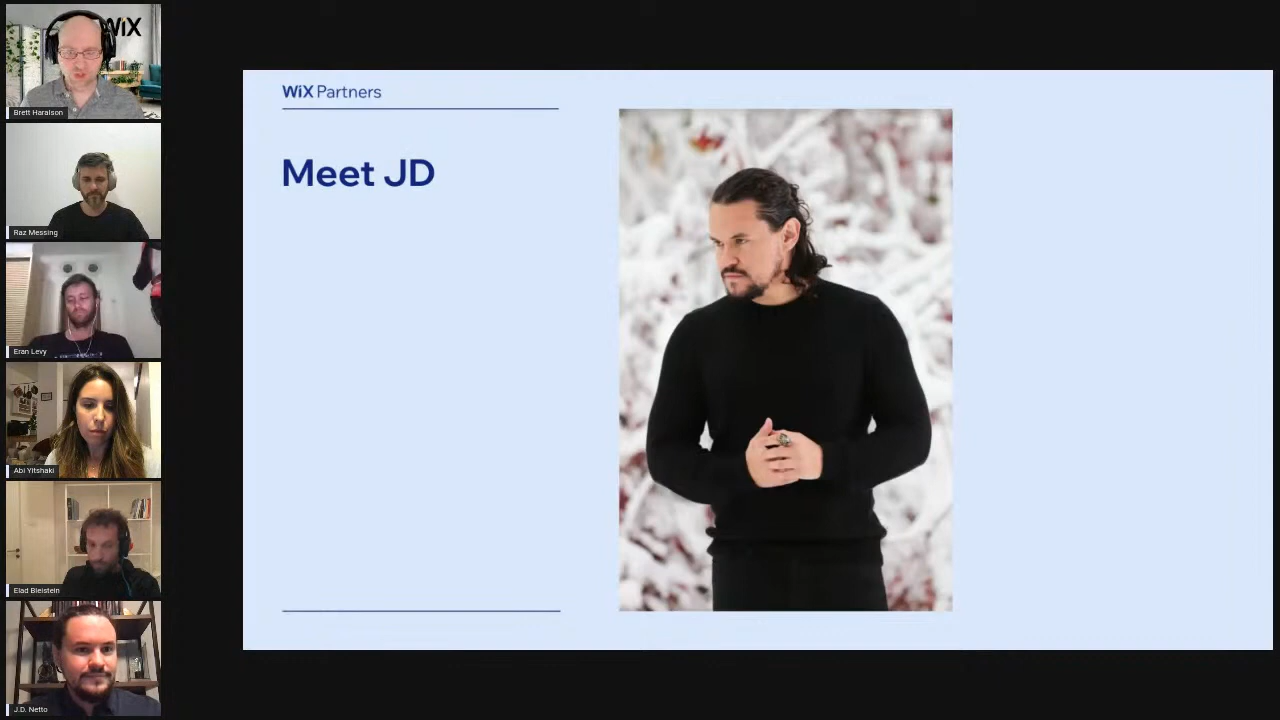 WiX
Brett Haralson
Raz Messing
Eran Levy
Abi Yitshaki
Elad Bleistein
J.D. Netto
WiX Partners
Meet JD